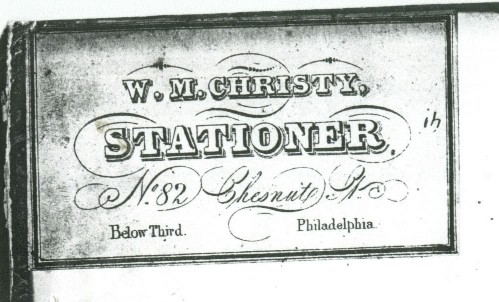 W. M. CHRISTY,
STATIONER.
No. 82 Chesnut St.
Below Third. Philadelphia.